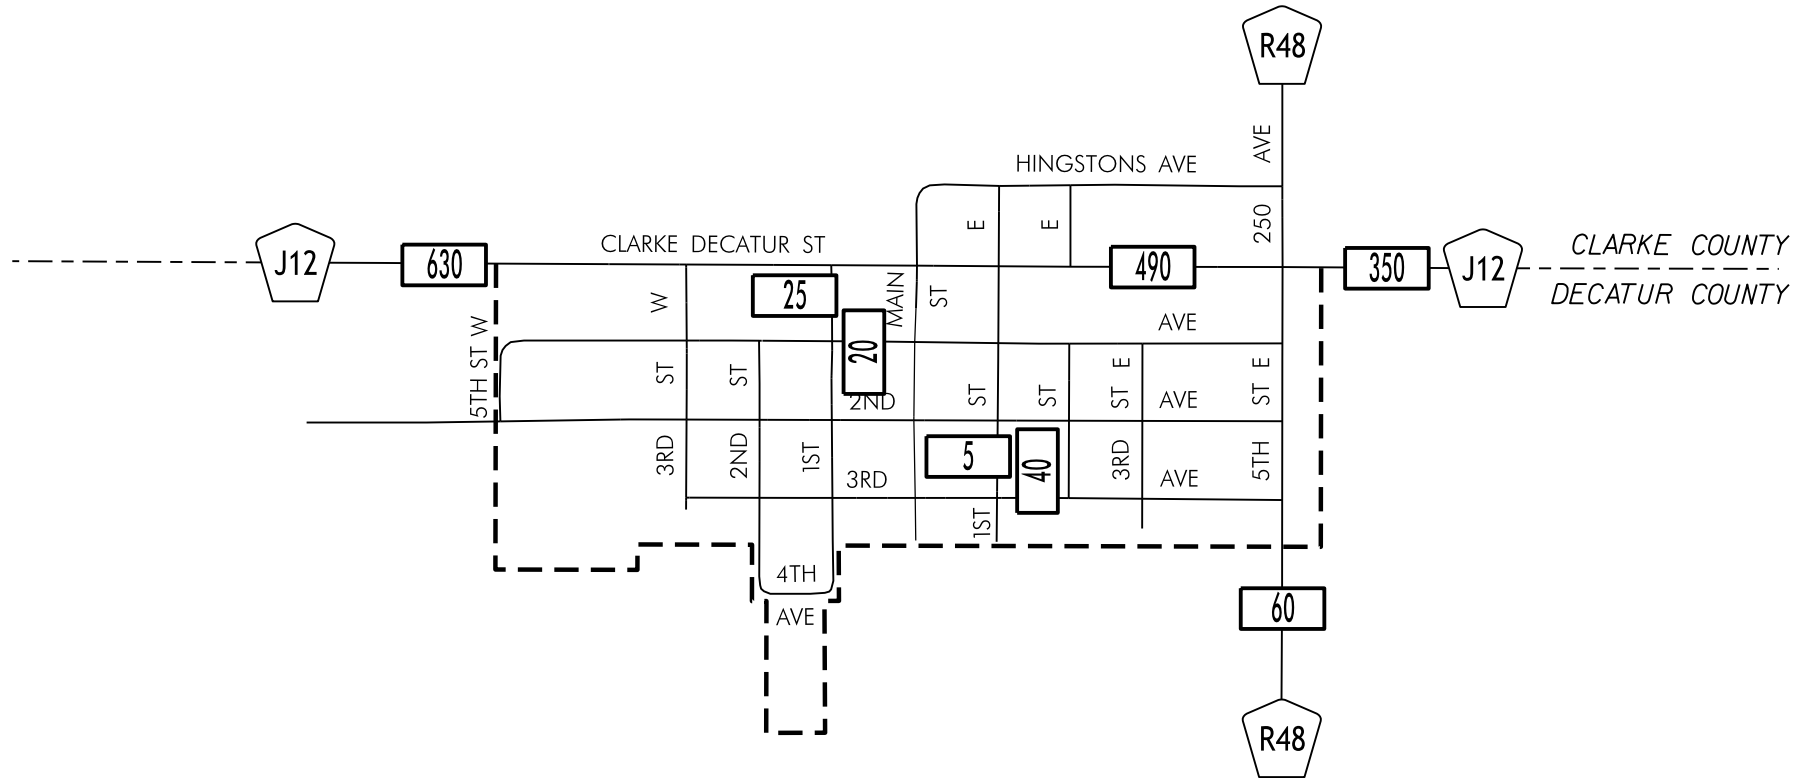 R48
HINGSTONS AVE
250 AVE
E
E
CLARKE DECATUR ST
J12
630
490
350
J12
CLARKE COUNTY
DECATUR COUNTY
25
MAIN ST
20
AVE
5TH ST W
3RD ST W
2ND ST
1ST
2ND
AVE
1ST ST
ST
3RD ST E
5TH ST E
5
40
3RD
AVE
4TH
AVE
60
R48